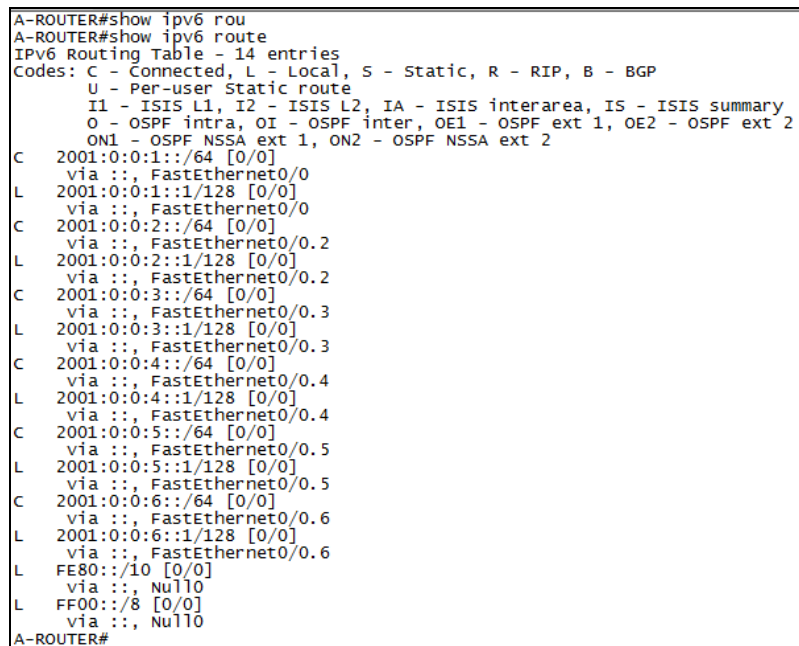 A-ROUTER#show ipv6 rou
A-ROUTER#show ipv6 route
IPv6 Routing Table - 14 entries
Codes: C - Connected, L - Local, S - Static, R - RIP, B - BGP
       U - Per-user Static route
       I1 - ISIS L1, I2 - ISIS L2, IA - ISIS interarea, IS - ISIS summary
       O - OSPF intra, OI - OSPF inter, OE1 - OSPF ext 1, OE2 - OSPF ext 2
       ON1 - OSPF NSSA ext 1, ON2 - OSPF NSSA ext 2
C   2001:0:0:1::/64 [0/0]
     via ::, FastEthernet0/0
L   2001:0:0:1::1/128 [0/0]
     via ::, FastEthernet0/0
C   2001:0:0:2::/64 [0/0]
     via ::, FastEthernet0/0.2
L   2001:0:0:2::1/128 [0/0]
     via ::, FastEthernet0/0.2
C   2001:0:0:3::/64 [0/0]
     via ::, FastEthernet0/0.3
L   2001:0:0:3::1/128 [0/0]
     via ::, FastEthernet0/0.3
C   2001:0:0:4::/64 [0/0]
     via ::, FastEthernet0/0.4
L   2001:0:0:4::1/128 [0/0]
     via ::, FastEthernet0/0.4
C   2001:0:0:5::/64 [0/0]
     via ::, FastEthernet0/0.5
L   2001:0:0:5::1/128 [0/0]
     via ::, FastEthernet0/0.5
C   2001:0:0:6::/64 [0/0]
     via ::, FastEthernet0/0.6
L   2001:0:0:6::1/128 [0/0]
     via ::, FastEthernet0/0.6
L   FE80::/10 [0/0]
     via ::, Null0
L   FF00::/8 [0/0]
     via ::, Null0
A-ROUTER#